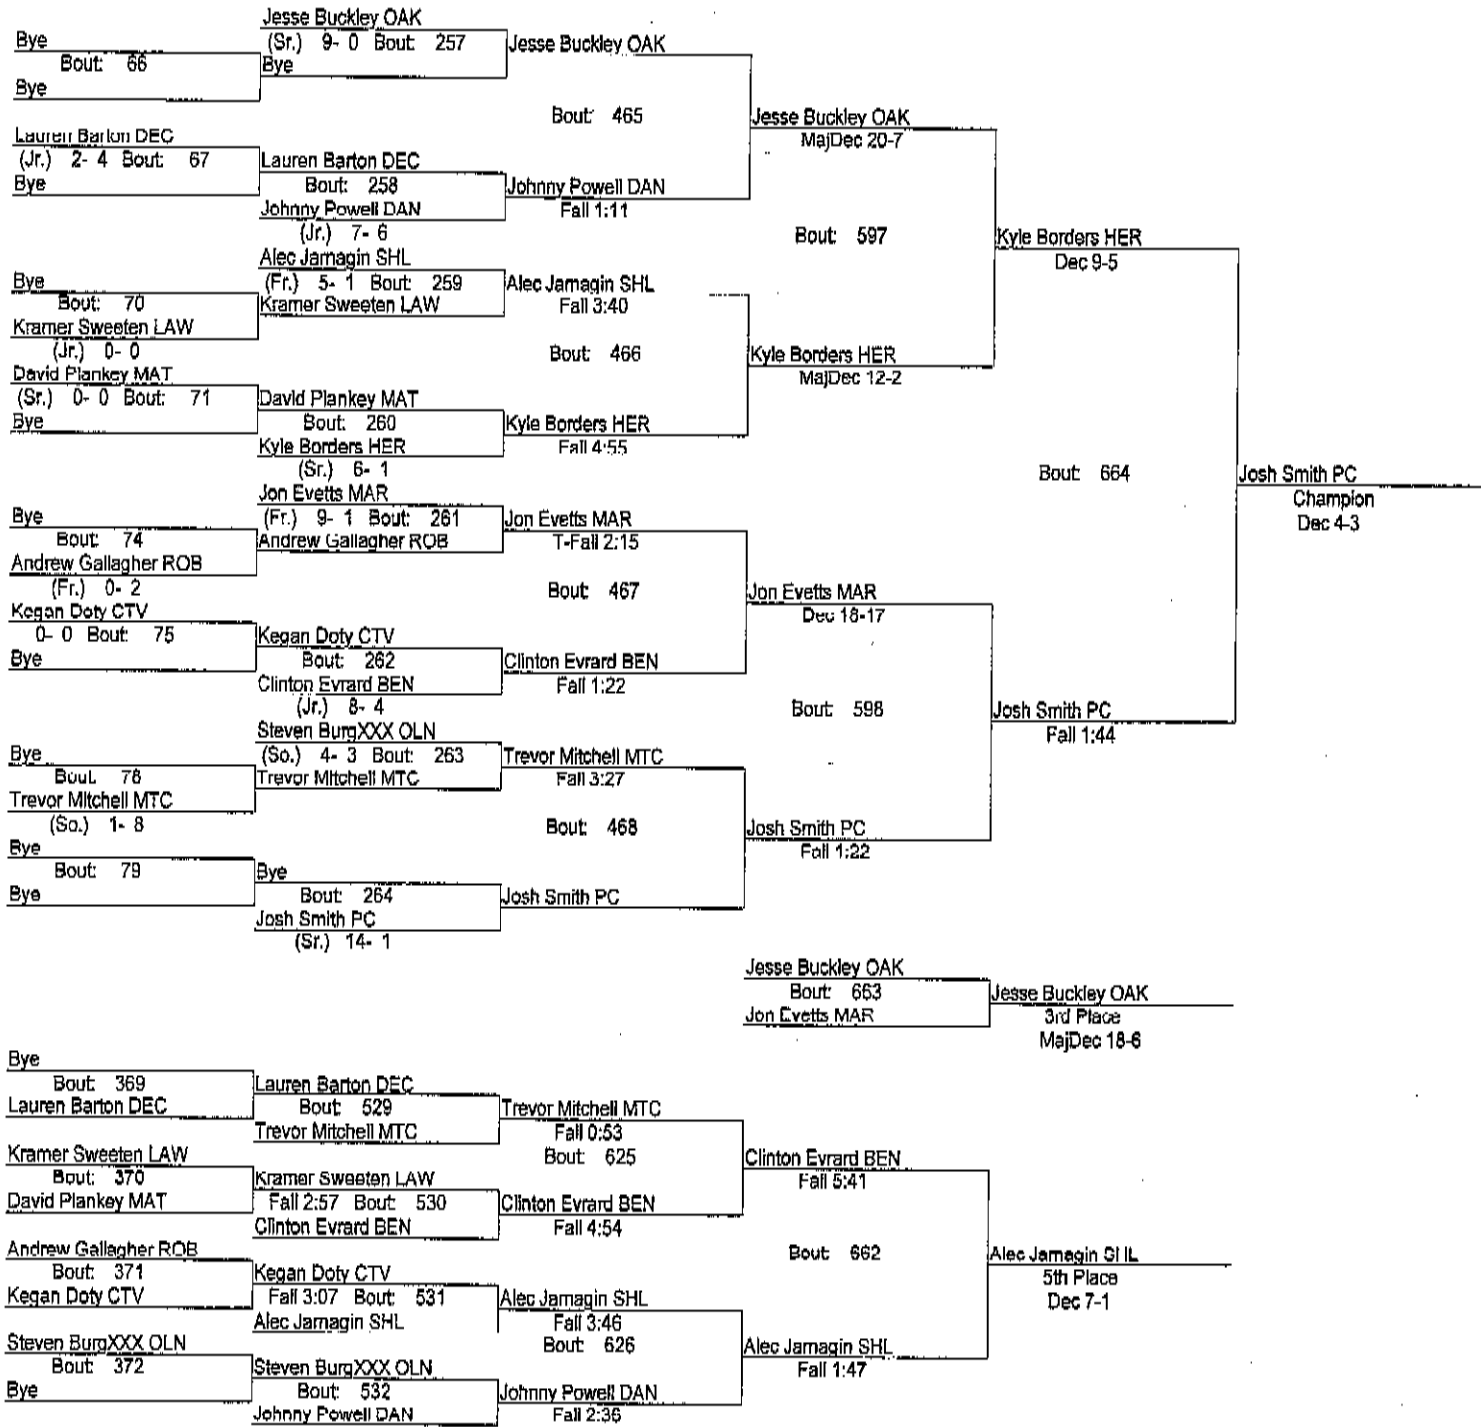 Jesse Buckley OAK
Bye
(Sr.) 9- 0 Bout: 257
Jesse Buckley OAK
Bout: 66
Bye
Bye
Bout: 465
Jesse Buckley OAK
MajDec 20-7
Lauren Barton DEC
(Jr.) 2- 4 Bout: 67
Lauren Barton DEC
Bye
Bout: 258
Johnny Powell DAN
Johnny Powell DAN
Fall 1:11
(Jr.) 7- 6
Bout: 597
Kyle Borders HER
Dec 9-5
Alec Jarnagin SHL
Bye
(Fr.) 5- 1 Bout: 259
Alec Jarnagin SHL
Bout: 70
Kramer Sweeten LAW
Fall 3:40
Kramer Sweeten LAW
(Jr.) 0- 0
Bout: 466
Kyle Borders HER
MajDec 12-2
David Plankey MAT
(Sr.) 0- 0 Bout: 71
David Plankey MAT
Bye
Bout: 260
Kyle Borders HER
Kyle Borders HER
Fall 4:55
(Sr.) 6- 1
Bout: 664
Josh Smith PC
Champion
Dec 4-3
Jon Evetts MAR
Bye
(Fr.) 9- 1 Bout: 261
Jon Evetts MAR
Bout: 74
Andrew Gallagher ROB
T-Fall 2:15
Andrew Gallagher ROB
(Fr.) 0- 2
Bout: 467
Jon Evetts MAR
Dec 18-17
Kegan Doty CTV
0- 0 Bout: 75
Kegan Doty CTV
Bye
Bout: 262
Clinton Evrard BEN
Clinton Evrard BEN
Fall 1:22
(Jr.) 8- 4
Bout: 598
Josh Smith PC
Fall 1:44
Steven BurgXXX OLN
Bye
(So.) 4- 3 Bout: 263
Trevor Mitchell MTC
Bout: 78
Trevor Mitchell MTC
Fall 3:27
Trevor Mitchell MTC
(So.) 1- 8
Bout: 468
Josh Smith PC
Fall 1:22
Bye
Bout: 79
Bye
Bye
Bout: 264
Josh Smith PC
Josh Smith PC
(Sr.) 14- 1
Jesse Buckley OAK
Bout: 663
Jesse Buckley OAK
Jon Evetts MAR
3rd Place
MajDec 18-6
Bye
Bout: 369
Lauren Barton DEC
Lauren Barton DEC
Bout: 529
Trevor Mitchell MTC
Trevor Mitchell MTC
Fall 0:53
Kramer Sweeten LAW
Bout: 625
Clinton Evrard BEN
Fall 5:41
Bout: 370
Kramer Sweeten LAW
David Plankey MAT
Fall 2:57 Bout: 530
Clinton Evrard BEN
Clinton Evrard BEN
Fall 4:54
Andrew Gallagher ROB
Bout: 662
Alec Jarnagin SHL
5th Place
Dec 7-1
Bout: 371
Kegan Doty CTV
Kegan Doty CTV
Fall 3:07 Bout: 531
Alec Jarnagin SHL
Alec Jarnagin SHL
Fall 3:46
Steven BurgXXX OLN
Bout: 626
Alec Jarnagin SHL
Fall 1:47
Bout: 372
Steven BurgXXX OLN
Bye
Bout: 532
Johnny Powell DAN
Johnny Powell DAN
Fall 2:36